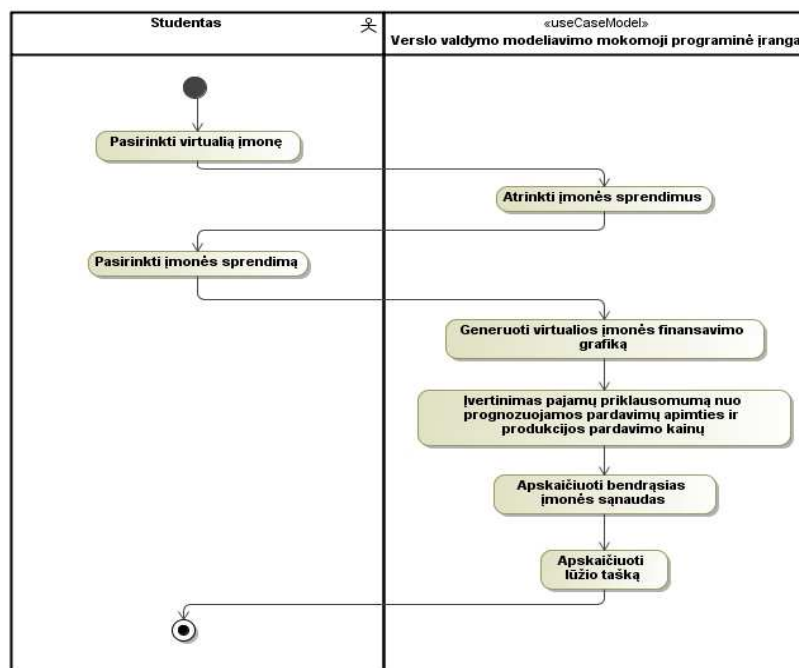 Studentas
«useCaseModel»
Verslo valdymo modeliavimo mokomoji programinė įranga
Pasirinkti virtualią įmonę
Atrinkti įmonės sprendimus
Pasirinkti įmonės sprendimą
Generuoti virtualios įmonės finansavimo
grafiką
Įvertinimas pajamų priklausomumą nuo
prognozuojamos pardavimų apimties ir
produkcijos pardavimo kainų
Apskaičiuoti bendrąsias
įmonės sąnaudas
Apskaičiuoti
lūžio tašką